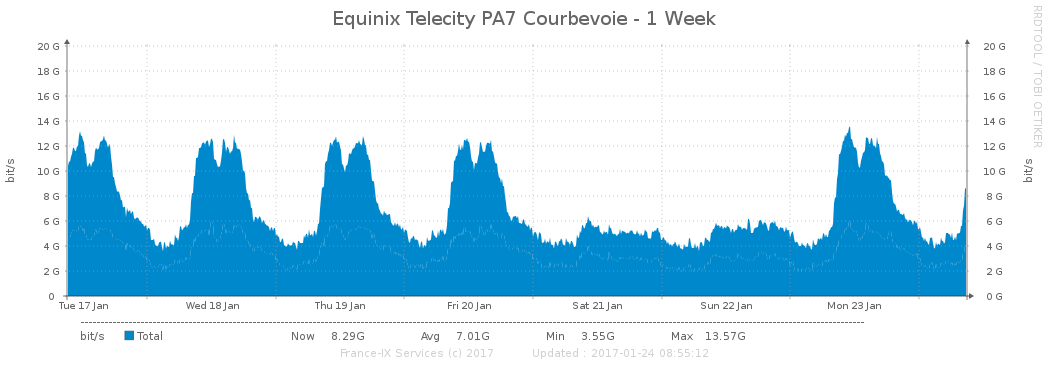 Equinix Telecity PA7 Courbevoie - 1 Week
RRDTOOL / TOBI OETIKER
bit/s
20 G
18 G
16 G
14 G
12 G
10 G
8 G
6 G
4 G
2 G
0
20 G
18 G
16 G
14 G
12 G
10 G
8 G
6 G
4 G
2 G
0 G
bit/s
Tue 17 Jan Wed 18 Jan Thu 19 Jan Fri 20 Jan Sat 21 Jan Sun 22 Jan Mon 23 Jan
bit/s Total Now 8.29G Avg 7.01G Min 3.55G Max 13.57G
France-IX Services (c) 2017 Updated : 2017-01-24 08:55:12